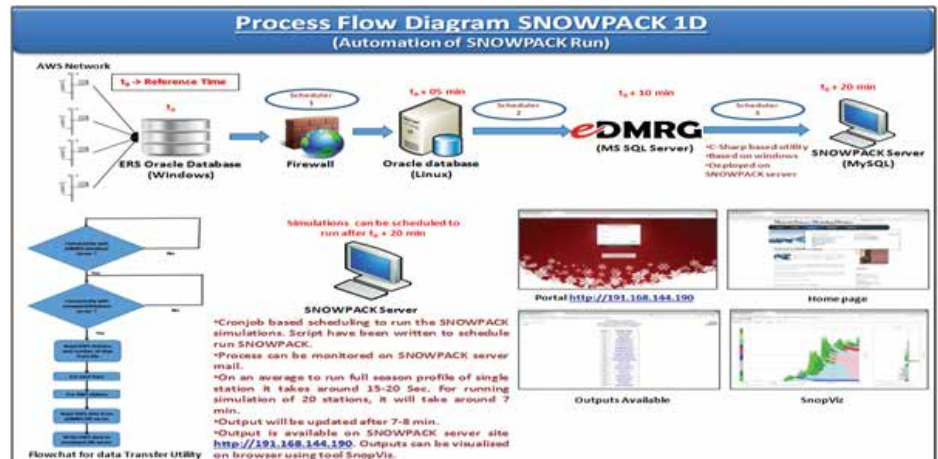 Process Flow Diagram SNOWPACK 1D
(Automation of SNOWPACK Run)
AWS Network
t₀ -> Reference Time
t₀
ERS Oracle Database
(Windows)
Scheduler
1
Firewall
t₀ + 05 min
Oracle database
(Linux)
Scheduler
2
t₀ + 10 min
eDMRG
(MS SQL Server)
Scheduler
3
•C-Sharp based utility
•Based on windows
•Deployed on
SNOWPACK server
t₀ + 20 min
SNOWPACK Server
(MySQL)
No
Yes
No
Yes
Flowchat for data Transfer Utility
Simulations can be scheduled to
run after t₀ + 20 min
SNOWPACK Server
•Cronjob based scheduling to run the SNOWPACK
simulations. Script have been written to schedule
run SNOWPACK.
•Process can be monitored on SNOWPACK server
mail.
•On an average to run full season profile of single
station it takes around 15-20 Sec. For running
simulation of 20 stations, it will take around 7
min.
•Output will be updated after 7-8 min.
•Output is available on SNOWPACK server site
http://191.168.144.190. Outputs can be visualised
on browser using tool SnopViz.
Portal http://191.168.144.190
Home page
Outputs Available
SnopViz